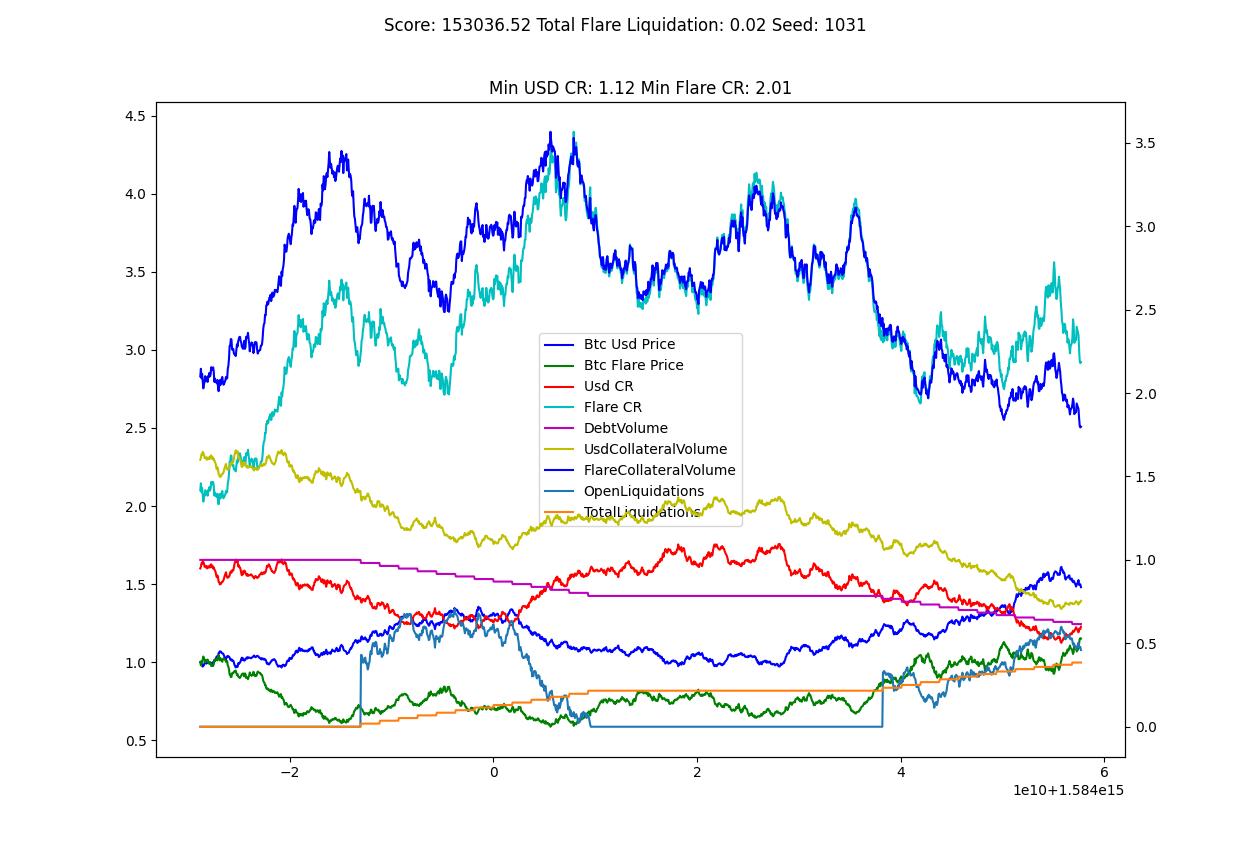 Score: 153036.52 Total Flare Liquidation: 0.02 Seed: 1031
Min USD CR: 1.12 Min Flare CR: 2.01
4.5
4.0
3.5
3.0
2.5
2.0
1.5
1.0
0.5
3.5
3.0
2.5
2.0
1.5
1.0
0.5
0.0
Btc Usd Price
Btc Flare Price
Usd CR
Flare CR
DebtVolume
UsdCollateralVolume
FlareCollateralVolume
OpenLiquidations
TotalLiquidations
−2 0 2 4 6
1e10+1.584e15